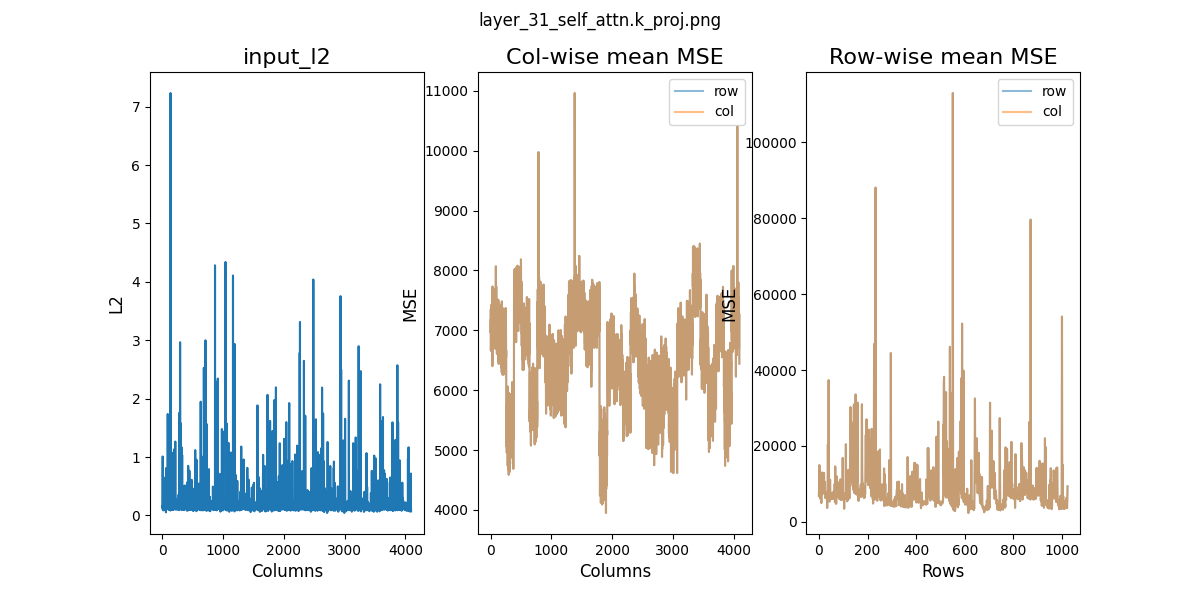 layer_31_self_attn.k_proj.png
input_l2
7
6
5
4
3
2
1
0
L2
0 1000 2000 3000 4000
Columns
Col-wise mean MSE
row
col
11000
10000
9000
8000
7000
6000
5000
4000
MSE
0 1000 2000 3000 4000
Columns
Row-wise mean MSE
row
col
100000
80000
60000
40000
20000
0
MSE
0 200 400 600 800 1000
Rows